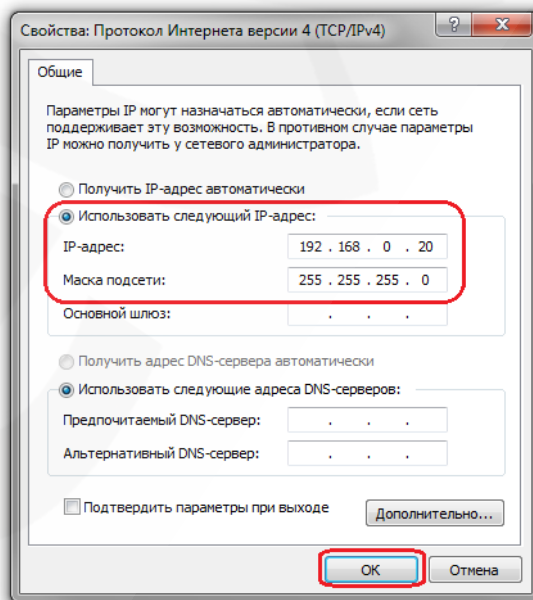 Свойства: Протокол Интернета версии 4 (TCP/IPv4)
?
Общие
Параметры IP могут назначаться автоматически, если сеть
поддерживает эту возможность. В противном случае параметры
IP можно получить у сетевого администратора.
Получить IP-адрес автоматически
Использовать следующий IP-адрес:
IP-адрес: 192 . 168 . 0 . 20
Маска подсети: 255 . 255 . 255 . 0
Основной шлюз: . . .
Получить адрес DNS-сервера автоматически
Использовать следующие адреса DNS-серверов:
Предпочитаемый DNS-сервер: . . .
Альтернативный DNS-сервер: . . .
Подтвердить параметры при выходе
Дополнительно...
ОК Отмена